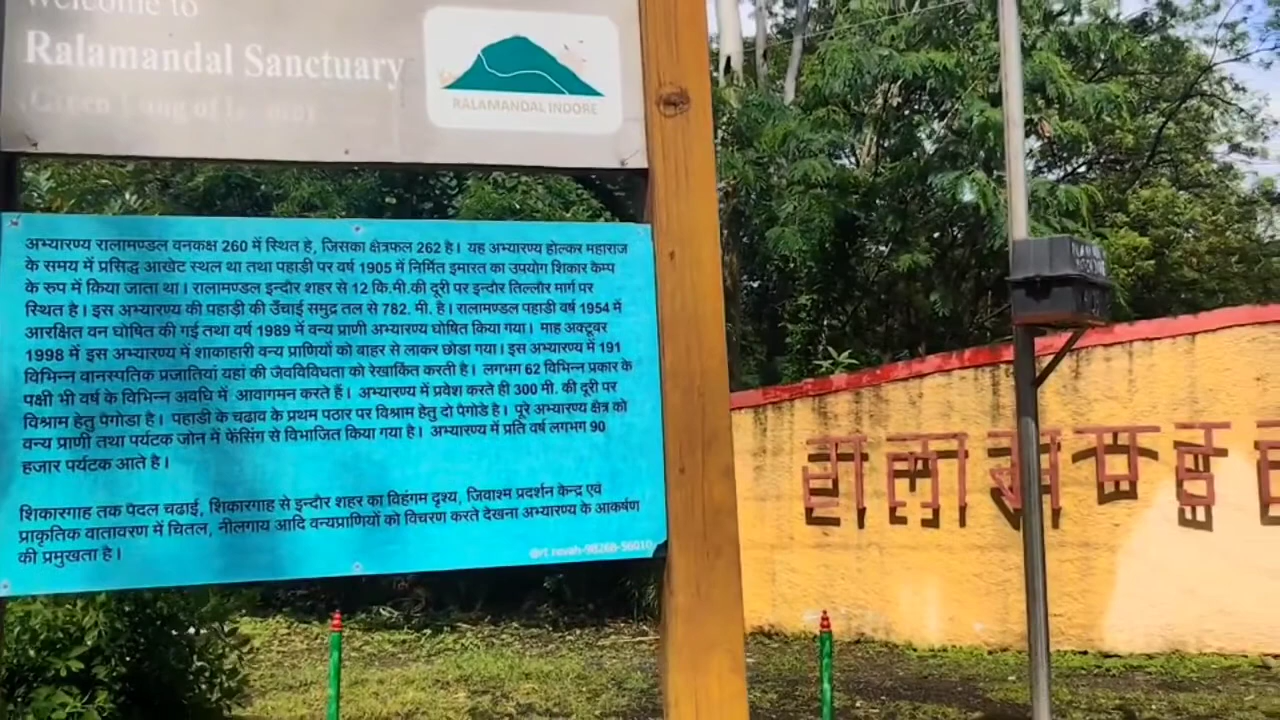 Welcome to
Ralamandal Sanctuary
RALAMANDAL INDORE
अभ्यारण्य रालामण्डल वनकक्ष 260 में स्थित है, जिसका क्षेत्रफल 262 है। यह अभ्यारण्य होल्कर महाराज
के समय में प्रसिद्ध आखेट स्थल था तथा पहाड़ी पर वर्ष 1905 में निर्मित इमारत का उपयोग शिकार केम्प
के रुप में किया जाता था। रालामण्डल इन्दौर शहर से 12 कि.मी.की दूरी पर इन्दौर तिल्लौर मार्ग पर
स्थित है। इस अभ्यारण्य की पहाड़ी की उँचाई समुद्र तल से 782. मी. है। रालामण्डल पहाडी वर्ष 1954 में
आरक्षित वन घोषित की गई तथा वर्ष 1989 में वन्य प्राणी अभ्यारण्य घोषित किया गया। माह अक्टूबर
1998 में इस अभ्यारण्य में शाकाहारी वन्य प्राणियों को बाहर से लाकर छोडा गया। इस अभ्यारण्य में 191
विभिन्न वानस्पतिक प्रजातियां यहां की जैवविविधता को रेखांकित करती है। लगभग 62 विभिन्न प्रकार के
पक्षी भी वर्ष के विभिन्न अवधि में आवागमन करते हैं। अभ्यारण्य में प्रवेश करते ही 300 मी. की दूरी पर
विश्राम हेतु पैगोडा है। पहाडी के चढाव के प्रथम पठार पर विश्राम हेतु दो पैगोडे है। पूरे अभ्यारण्य क्षैत्र को
वन्य प्राणी तथा पर्यटक जोन में फेंसिंग से विभाजित किया गया है। अभ्यारण्य में प्रति वर्ष लगभग 90
हजार पर्यटक आते है।
शिकारगाह तक पैदल चढाई, शिकारगाह से इन्दौर शहर का विहंगम दृश्य, जिवाश्म प्रदर्शन केन्द्र एवं
प्राकृतिक वातावरण में चितल, नीलगाय आदि वन्यप्राणियों को विचरण करते देखना अभ्यारण्य के आकर्षण
की प्रमुखता है।